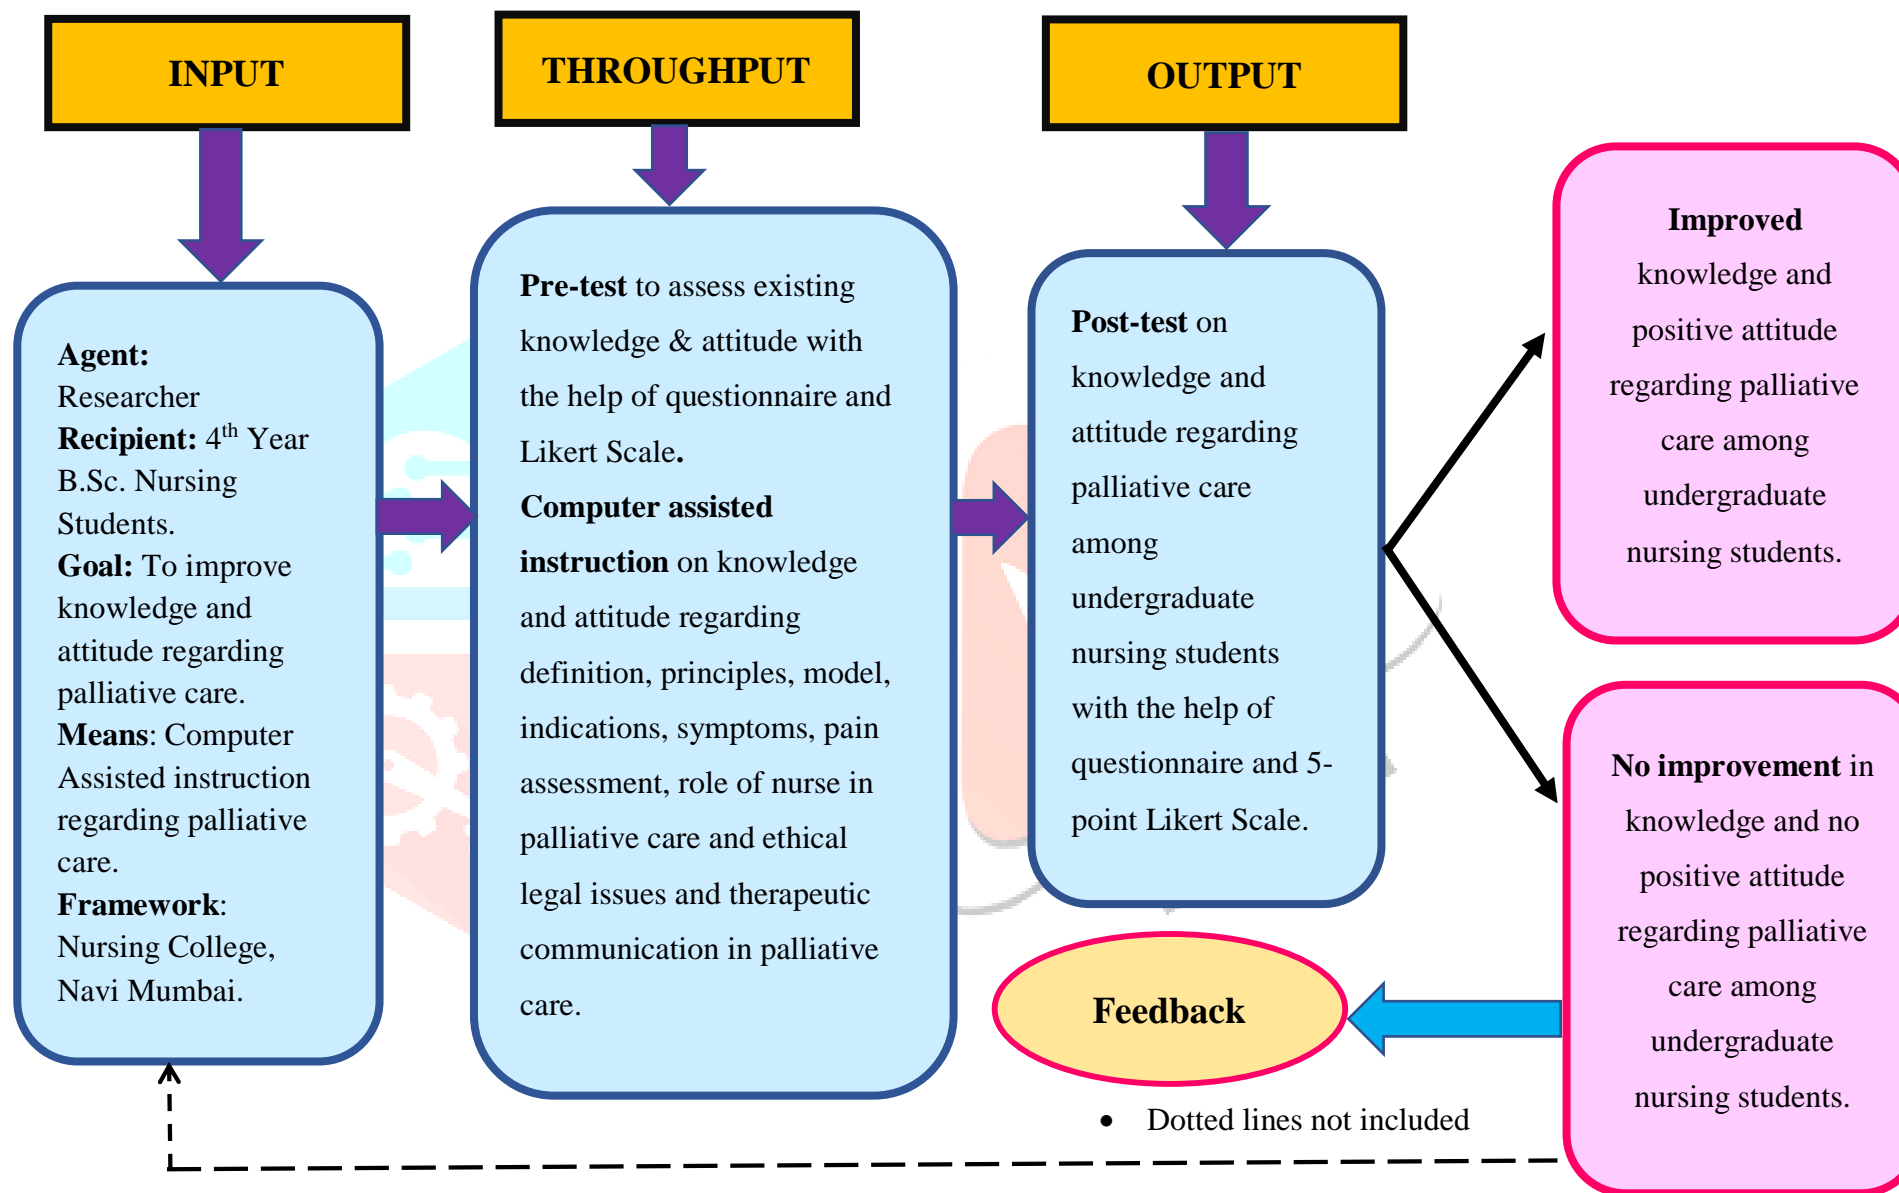 INPUT
THROUGHPUT
OUTPUT
Agent:
Researcher
Recipient: 4th Year
B.Sc. Nursing
Students.
Goal: To improve
knowledge and
attitude regarding
palliative care.
Means: Computer
Assisted instruction
regarding palliative
care.
Framework:
Nursing College,
Navi Mumbai.
Pre-test to assess existing
knowledge & attitude with
the help of questionnaire and
Likert Scale.
Computer assisted
instruction on knowledge
and attitude regarding
definition, principles, model,
indications, symptoms, pain
assessment, role of nurse in
palliative care and ethical
legal issues and therapeutic
communication in palliative
care.
Post-test on
knowledge and
attitude regarding
palliative care
among
undergraduate
nursing students
with the help of
questionnaire and 5-
point Likert Scale.
Improved
knowledge and
positive attitude
regarding palliative
care among
undergraduate
nursing students.
No improvement in
knowledge and no
positive attitude
regarding palliative
care among
undergraduate
nursing students.
Feedback
• Dotted lines not included